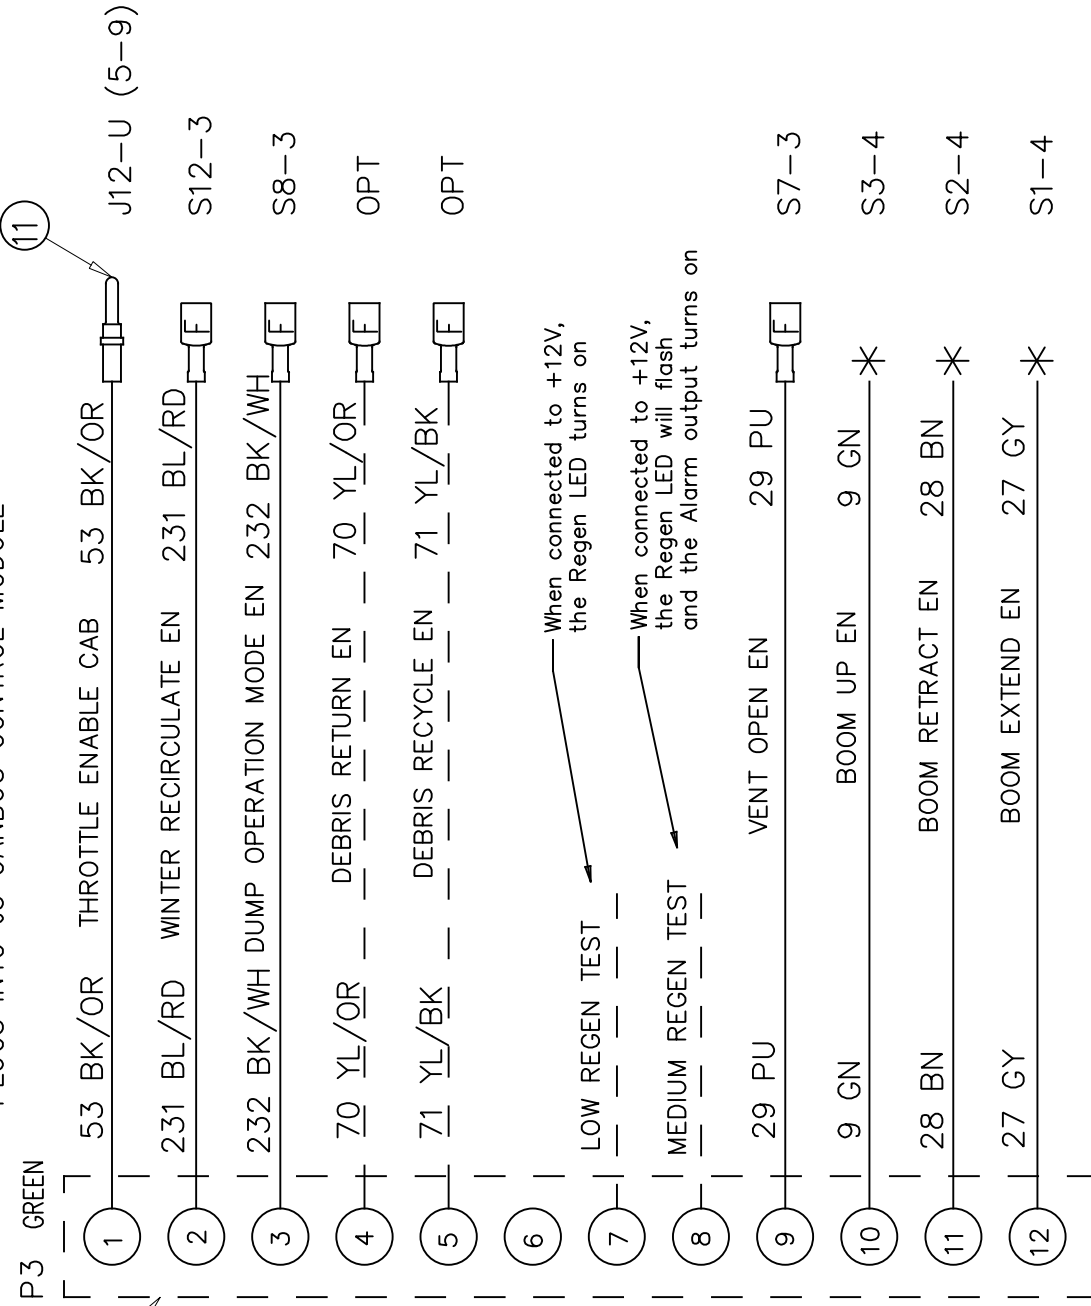 P3 GREEN
1 53 BK/OR THROTTLE ENABLE CAB 53 BK/OR J12-U (5-9)
11
2 231 BL/RD WINTER RECIRCULATE EN 231 BL/RD F S12-3
3 232 BK/WH DUMP OPERATION MODE EN 232 BK/WH F S8-3
4 70 YL/OR DEBRIS RETURN EN 70 YL/OR F OPT
5 71 YL/BK DEBRIS RECYCLE EN 71 YL/BK F OPT
6
When connected to +12V,
the Regen LED turns on
7 LOW REGEN TEST
When connected to +12V,
the Regen LED will flash
and the Alarm output turns on
8 MEDIUM REGEN TEST
9 29 PU VENT OPEN EN 29 PU F S7-3
10 9 GN BOOM UP EN 9 GN S3-4
11 28 BN BOOM RETRACT EN 28 BN S2-4
12 27 GY BOOM EXTEND EN 27 GY S1-4